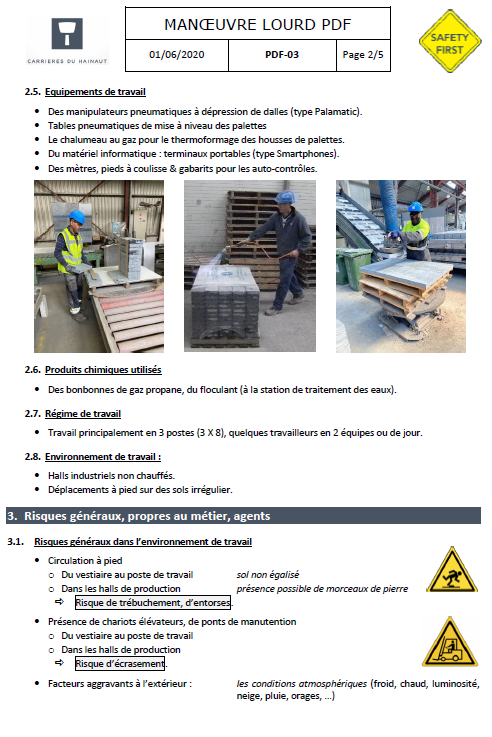 CARRIERES DU HAINAUT
MANŒUVRE LOURD PDF
01/06/2020 PDF-03 Page 2/5
SAFETY
FIRST
2.5. Equipements de travail
• Des manipulateurs pneumatiques à dépression de dalles (type Palamatic).
• Tables pneumatiques de mise à niveau des palettes
• Le chalumeau au gaz pour le thermoformage des housses de palettes.
• Du matériel informatique : terminaux portables (type Smartphones).
• Des mètres, pieds à coulisse & gabarits pour les auto-contrôles.
2.6. Produits chimiques utilisés
• Des bonbonnes de gaz propane, du floculant (à la station de traitement des eaux).
2.7. Régime de travail
• Travail principalement en 3 postes (3 X 8), quelques travailleurs en 2 équipes ou de jour.
2.8. Environnement de travail :
• Halls industriels non chauffés.
• Déplacements à pied sur des sols irrégulier.
3. Risques généraux, propres au métier, agents
3.1. Risques généraux dans l'environnement de travail
• Circulation à pied
o Du vestiaire au poste de travail sol non égalisé
o Dans les halls de production présence possible de morceaux de pierre
⇨ Risque de trébuchement, d'entorses.
• Présence de chariots élévateurs, de ponts de manutention
o Du vestiaire au poste de travail
o Dans les halls de production
⇨ Risque d'écrasement.
• Facteurs aggravants à l'extérieur : les conditions atmosphériques (froid, chaud, luminosité,
neige, pluie, orages, …)